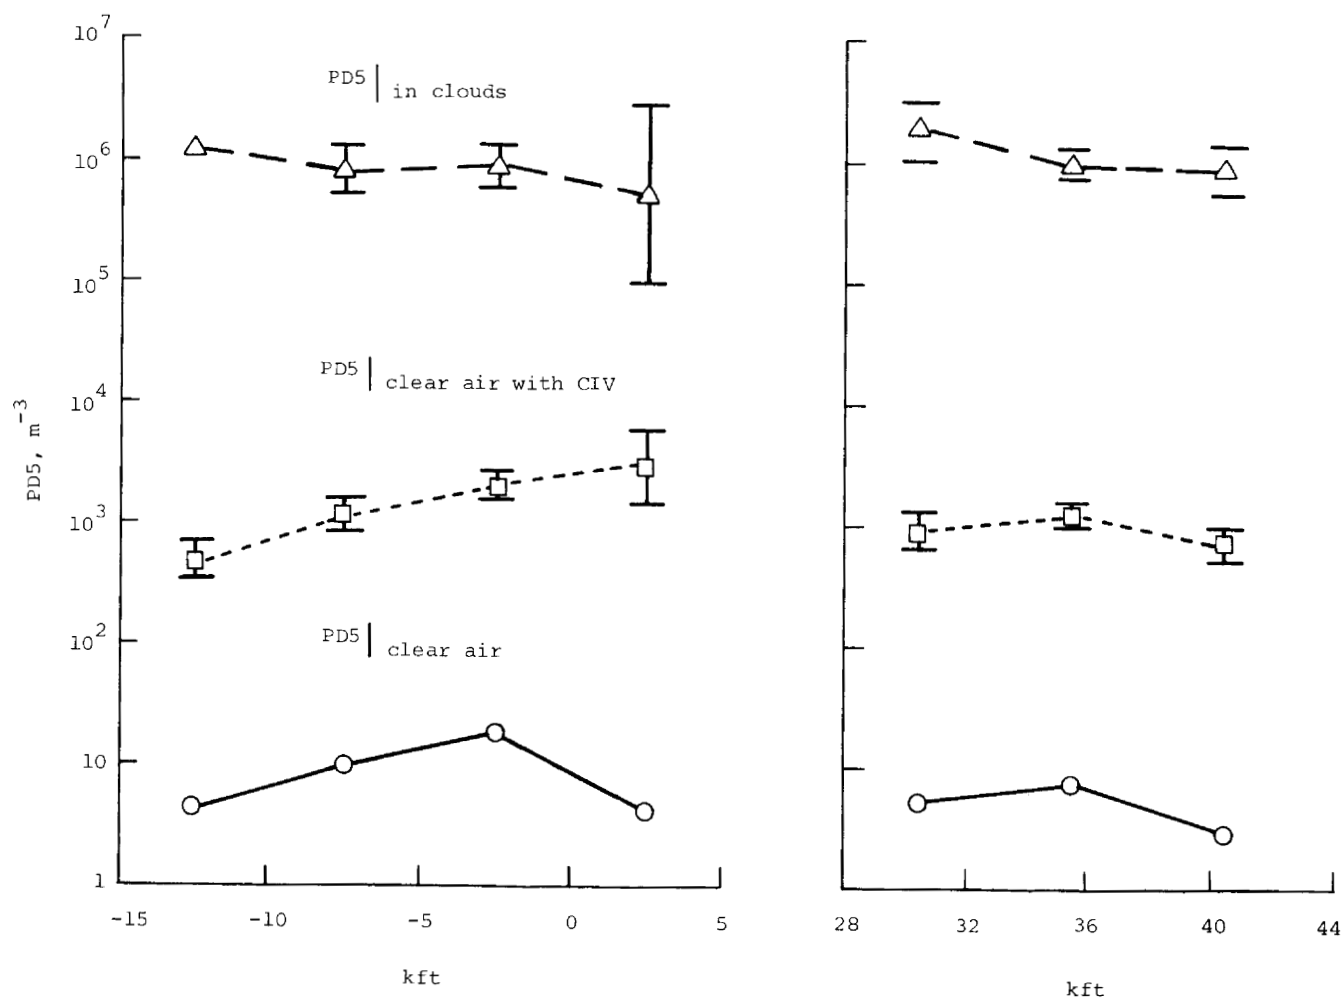 10^7
PD5 | in clouds
10^6
10^5
PD5 | clear air with CIV
10^4
PD5, m^-3
10^3
10^2
PD5 | clear air
10
1
-15 -10 -5 0 5
kft
28 32 36 40 44
kft